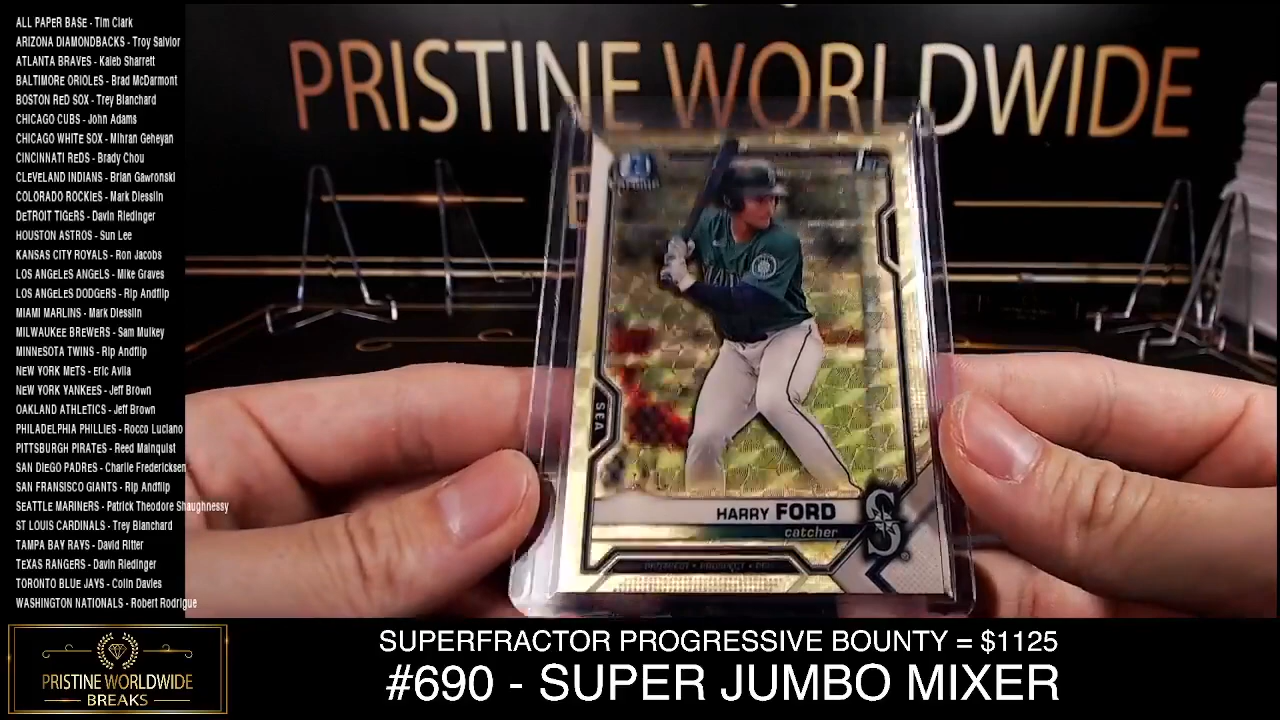 ALL PAPER BASE - Tim Clark
ARIZONA DIAMONDBACKS - Troy Salvior
ATLANTA BRAVES - Kaleb Sharrett
BALTIMORE ORIOLES - Brad McDarmont
BOSTON RED SOX - Trey Blanchard
CHICAGO CUBS - John Adams
CHICAGO WHITE SOX - Mihran Geheyan
CINCINNATI REDS - Brady Chou
CLEVELAND INDIANS - Brian Gawronski
COLORADO ROCKIES - Mark Diesslin
DETROIT TIGERS - Davin Riedinger
HOUSTON ASTROS - Sun Lee
KANSAS CITY ROYALS - Ron Jacobs
LOS ANGELES ANGELS - Mike Graves
LOS ANGELES DODGERS - Rip Andflip
MIAMI MARLINS - Mark Diesslin
MILWAUKEE BREWERS - Sam Mulkey
MINNESOTA TWINS - Rip Andflip
NEW YORK METS - Eric Avila
NEW YORK YANKEES - Jeff Brown
OAKLAND ATHLETICS - Jeff Brown
PHILADELPHIA PHILLIES - Rocco Luciano
PITTSBURGH PIRATES - Reed Mainquist
SAN DIEGO PADRES - Charlie Fredericksen
SAN FRANSISCO GIANTS - Rip Andflip
SEATTLE MARINERS - Patrick Theodore Shaughnessy
ST LOUIS CARDINALS - Trey Blanchard
TAMPA BAY RAYS - David Ritter
TEXAS RANGERS - Davin Riedinger
TORONTO BLUE JAYS - Colin Davies
WASHINGTON NATIONALS - Robert Rodrigue
PRISTINE WORLDWIDE
1st
SEA
HARRY FORD
catcher
PRISTINE WORLDWIDE
BREAKS
SUPERFRACTOR PROGRESSIVE BOUNTY = $1125
#690 - SUPER JUMBO MIXER